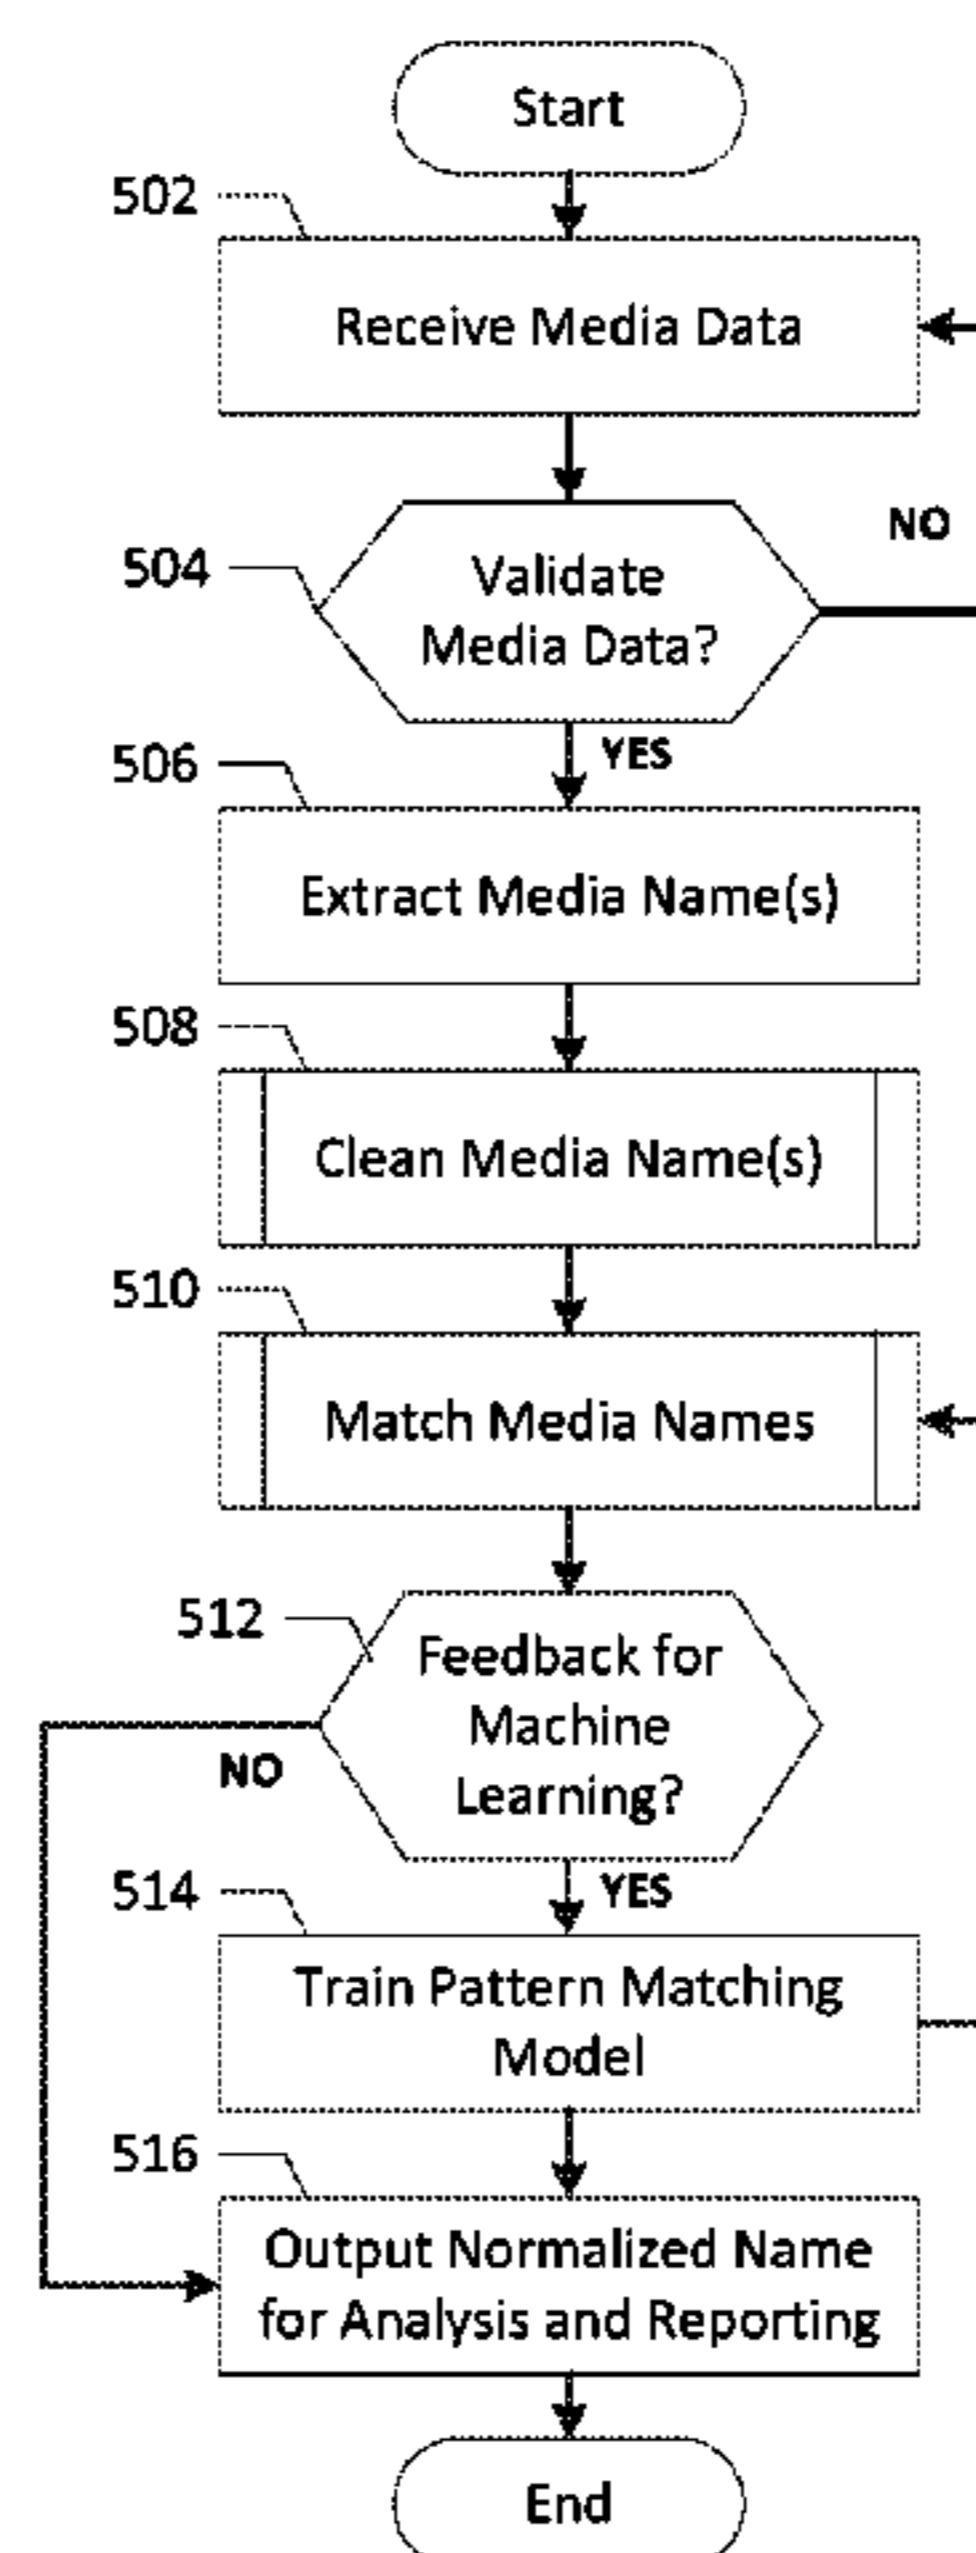 Start
502
Receive Media Data
NO
504
Validate
Media Data?
YES
506
Extract Media Name(s)
508
Clean Media Name(s)
510
Match Media Names
512
Feedback for
Machine
Learning?
NO
YES
514
Train Pattern Matching
Model
516
Output Normalized Name
for Analysis and Reporting
End